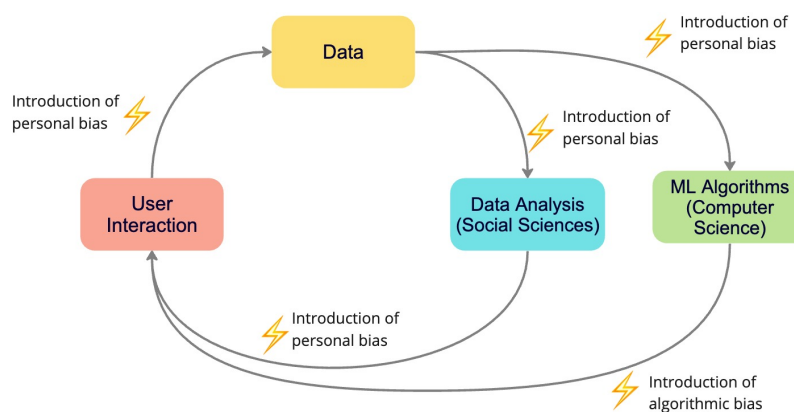 Data
Introduction of
personal bias
Introduction of
personal bias
Introduction of
personal bias
User
Interaction
Data Analysis
(Social Sciences)
ML Algorithms
(Computer
Science)
Introduction of
personal bias
Introduction of
algorithmic bias